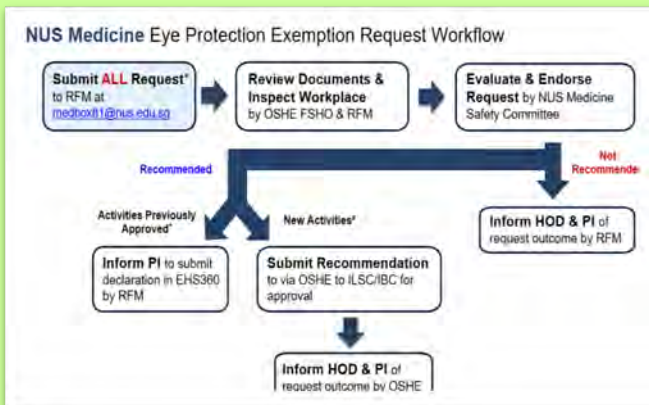 NUS Medicine Eye Protection Exemption Request Workflow
Submit ALL Request*
to RFM at
medbox81@nus.edu.sg
Review Documents &
Inspect Workplace
by OSHE FSHO & RFM
Evaluate & Endorse
Request by NUS Medicine
Safety Committee
Recommended
Not
Recommende
Activities Previously
Approved^
New Activities#
Inform HOD & PI of
request outcome by RFM
Inform PI to submit
declaration in EHS360
by RFM
Submit Recommendation
to via OSHE to ILSC/IBC for
approval
Inform HOD & PI of
request outcome by OSHE